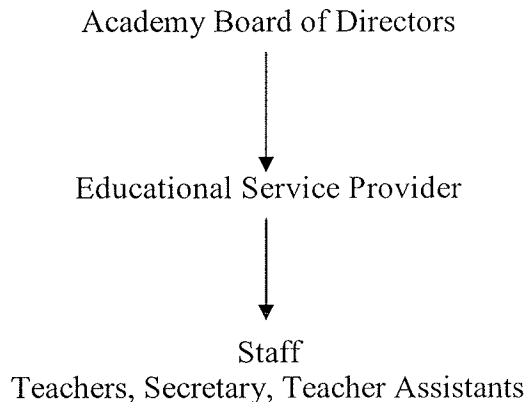 Academy Board of Directors
Educational Service Provider
Staff
Teachers, Secretary, Teacher Assistants